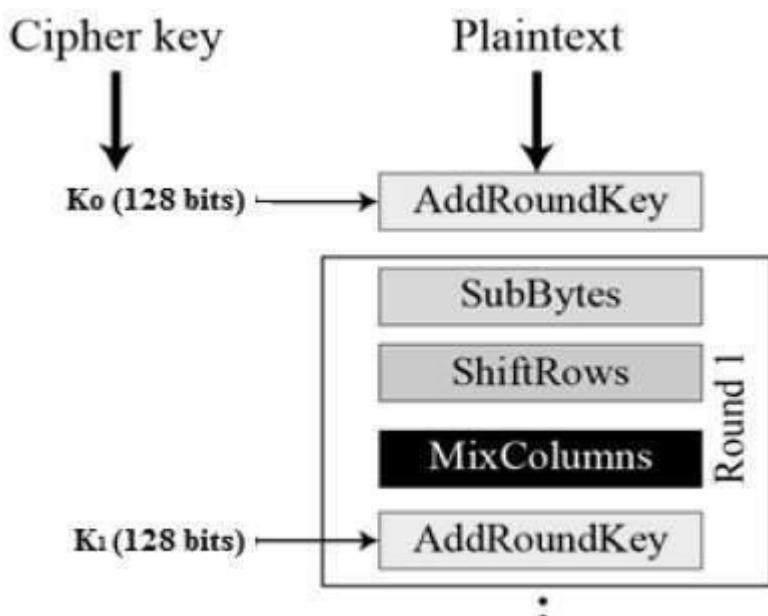 Cipher key
Plaintext
K0 (128 bits)
AddRoundKey
SubBytes
ShiftRows
MixColumns
Round 1
K1 (128 bits)
AddRoundKey